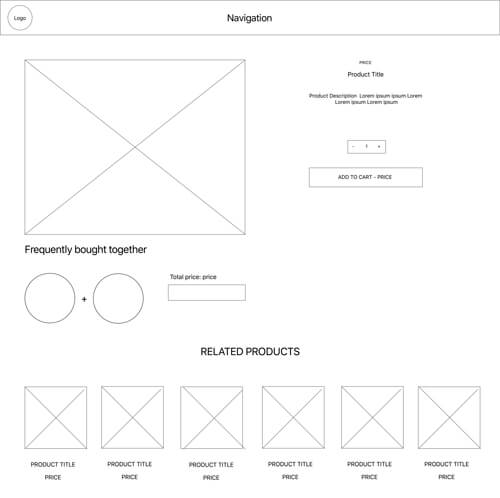 Logo
Navigation
PRICE
Product Title
Product Description Lorem ipsum ipsum Lorem
Lorem ipsum Lorem ipsum
- 1 +
ADD TO CART - PRICE
Frequently bought together
+
Total price: price
RELATED PRODUCTS
PRODUCT TITLE PRODUCT TITLE PRODUCT TITLE PRODUCT TITLE PRODUCT TITLE PRODUCT TITLE
PRICE PRICE PRICE PRICE PRICE PRICE